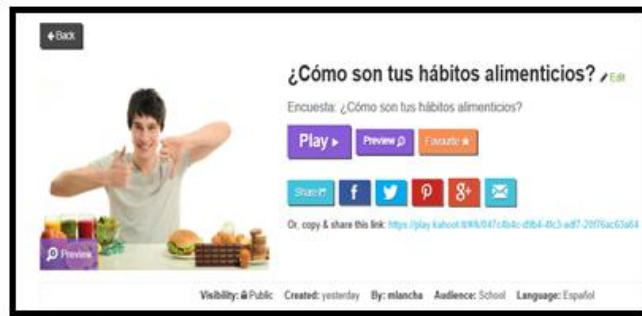 Back
¿Cómo son tus hábitos alimenticios? Edit
Encuesta: ¿Cómo son tus hábitos alimenticios?
Play Preview Favourite
Share it f 8+
Or, copy & share this link:
Preview
Visibility: Public Created: yesterday By: mlancha Audience: School Language: Español